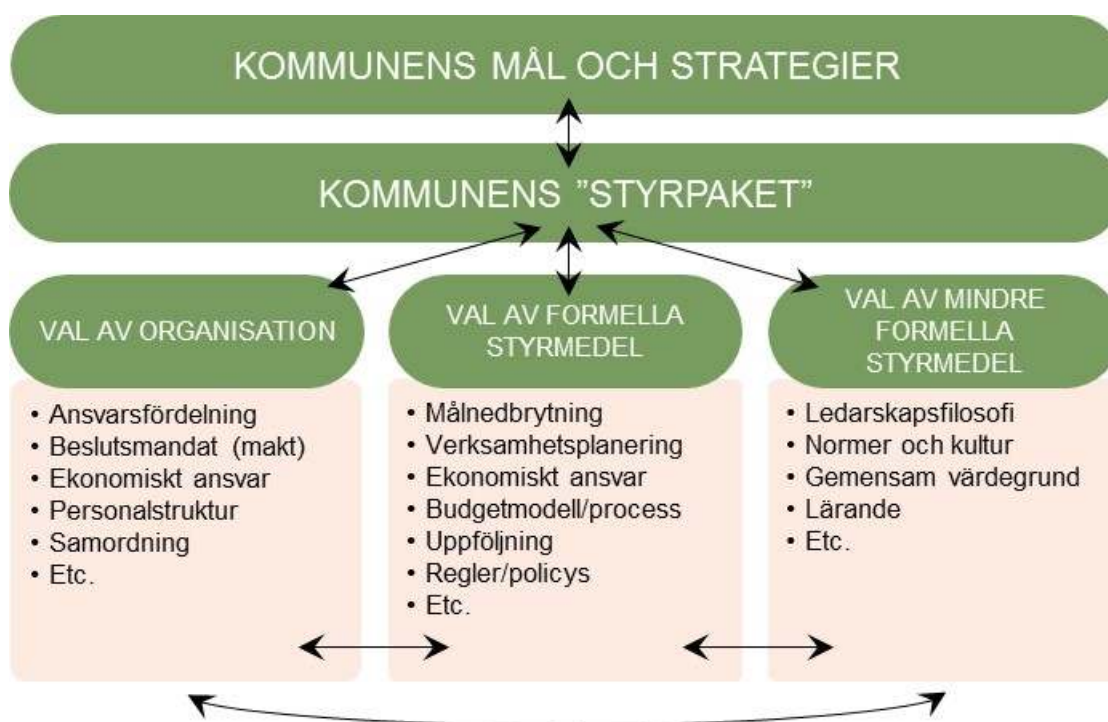 KOMMUNENS MÅL OCH STRATEGIER
KOMMUNENS ”STYRPAKET”
VAL AV ORGANISATION
• Ansvarsfördelning
• Beslutsmandat (makt)
• Ekonomiskt ansvar
• Personalstruktur
• Samordning
• Etc.
VAL AV FORMELLA
STYRMEDEL
• Målnedbrytning
• Verksamhetsplanering
• Ekonomiskt ansvar
• Budgetmodell/process
• Uppföljning
• Regler/policys
• Etc.
VAL AV MINDRE
FORMELLA
STYRMEDEL
• Ledarskapsfilosofi
• Normer och kultur
• Gemensam värdegrund
• Lärande
• Etc.